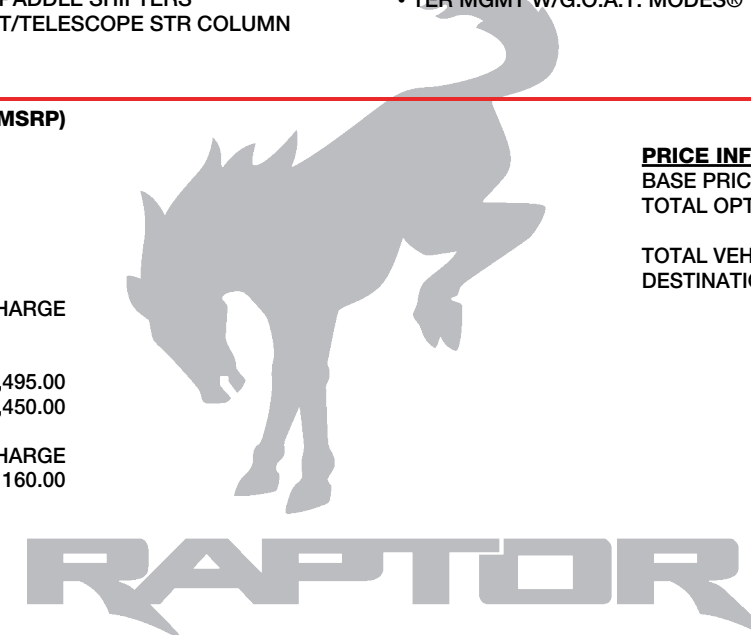 PADDLE SHIFTERS
T/TELESCOPE STR COLUMN
• TER MGMT W/G.O.A.T. MODES®
MSRP)
HARGE
,495.00
,450.00
HARGE
160.00
PRICE INF
BASE PRIC
TOTAL OPT
TOTAL VEH
DESTINATI
RAPTOR